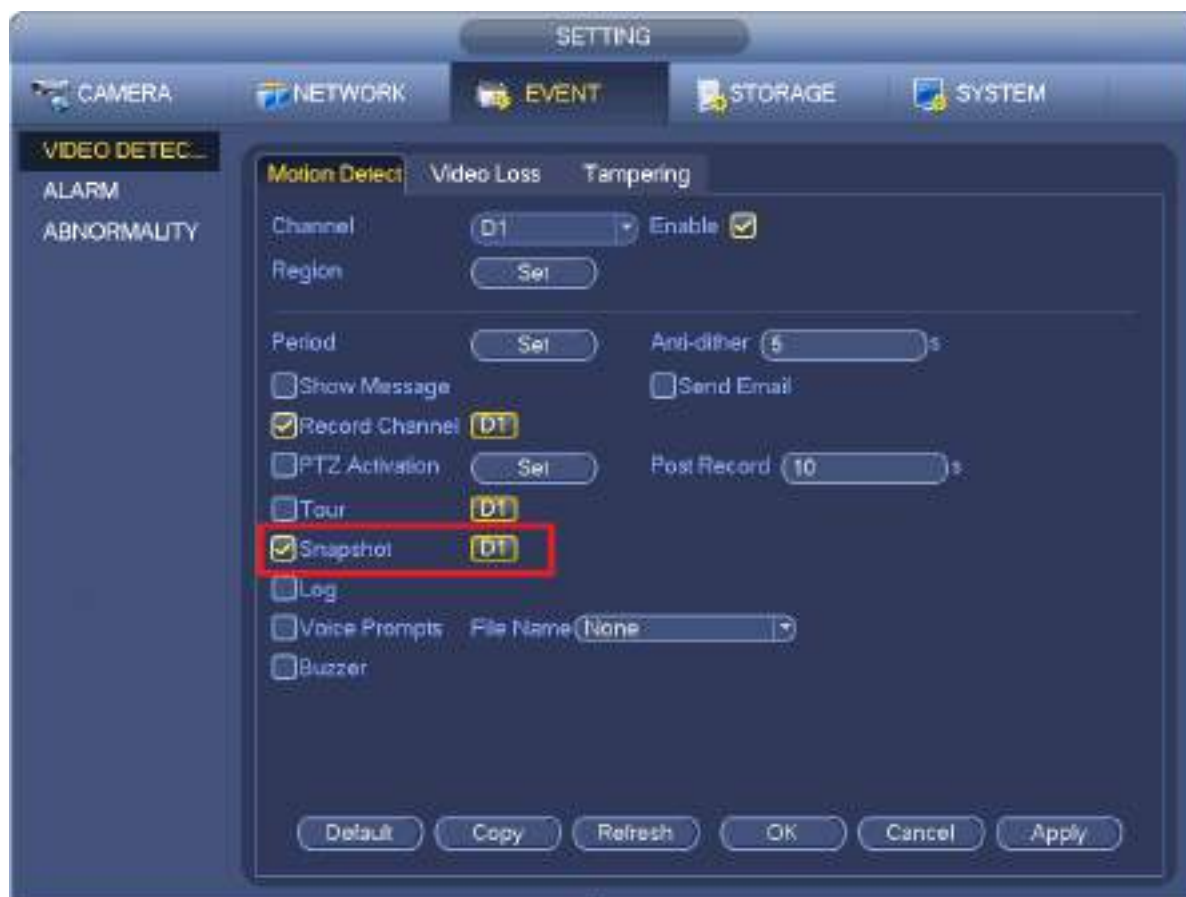 SETTING
CAMERA NETWORK EVENT STORAGE SYSTEM
VIDEO DETEC...
ALARM
ABNORMALITY
Motion Detect Video Loss Tampering
Channel D1 Enable
Region Set
Period Set Anti-dither 5 s
Show Message Send Email
Record Channel D1
PTZ Activation Set Post Record 10 s
Tour D1
Snapshot D1
Log
Voice Prompts File Name None
Buzzer
Default Copy Refresh OK Cancel Apply